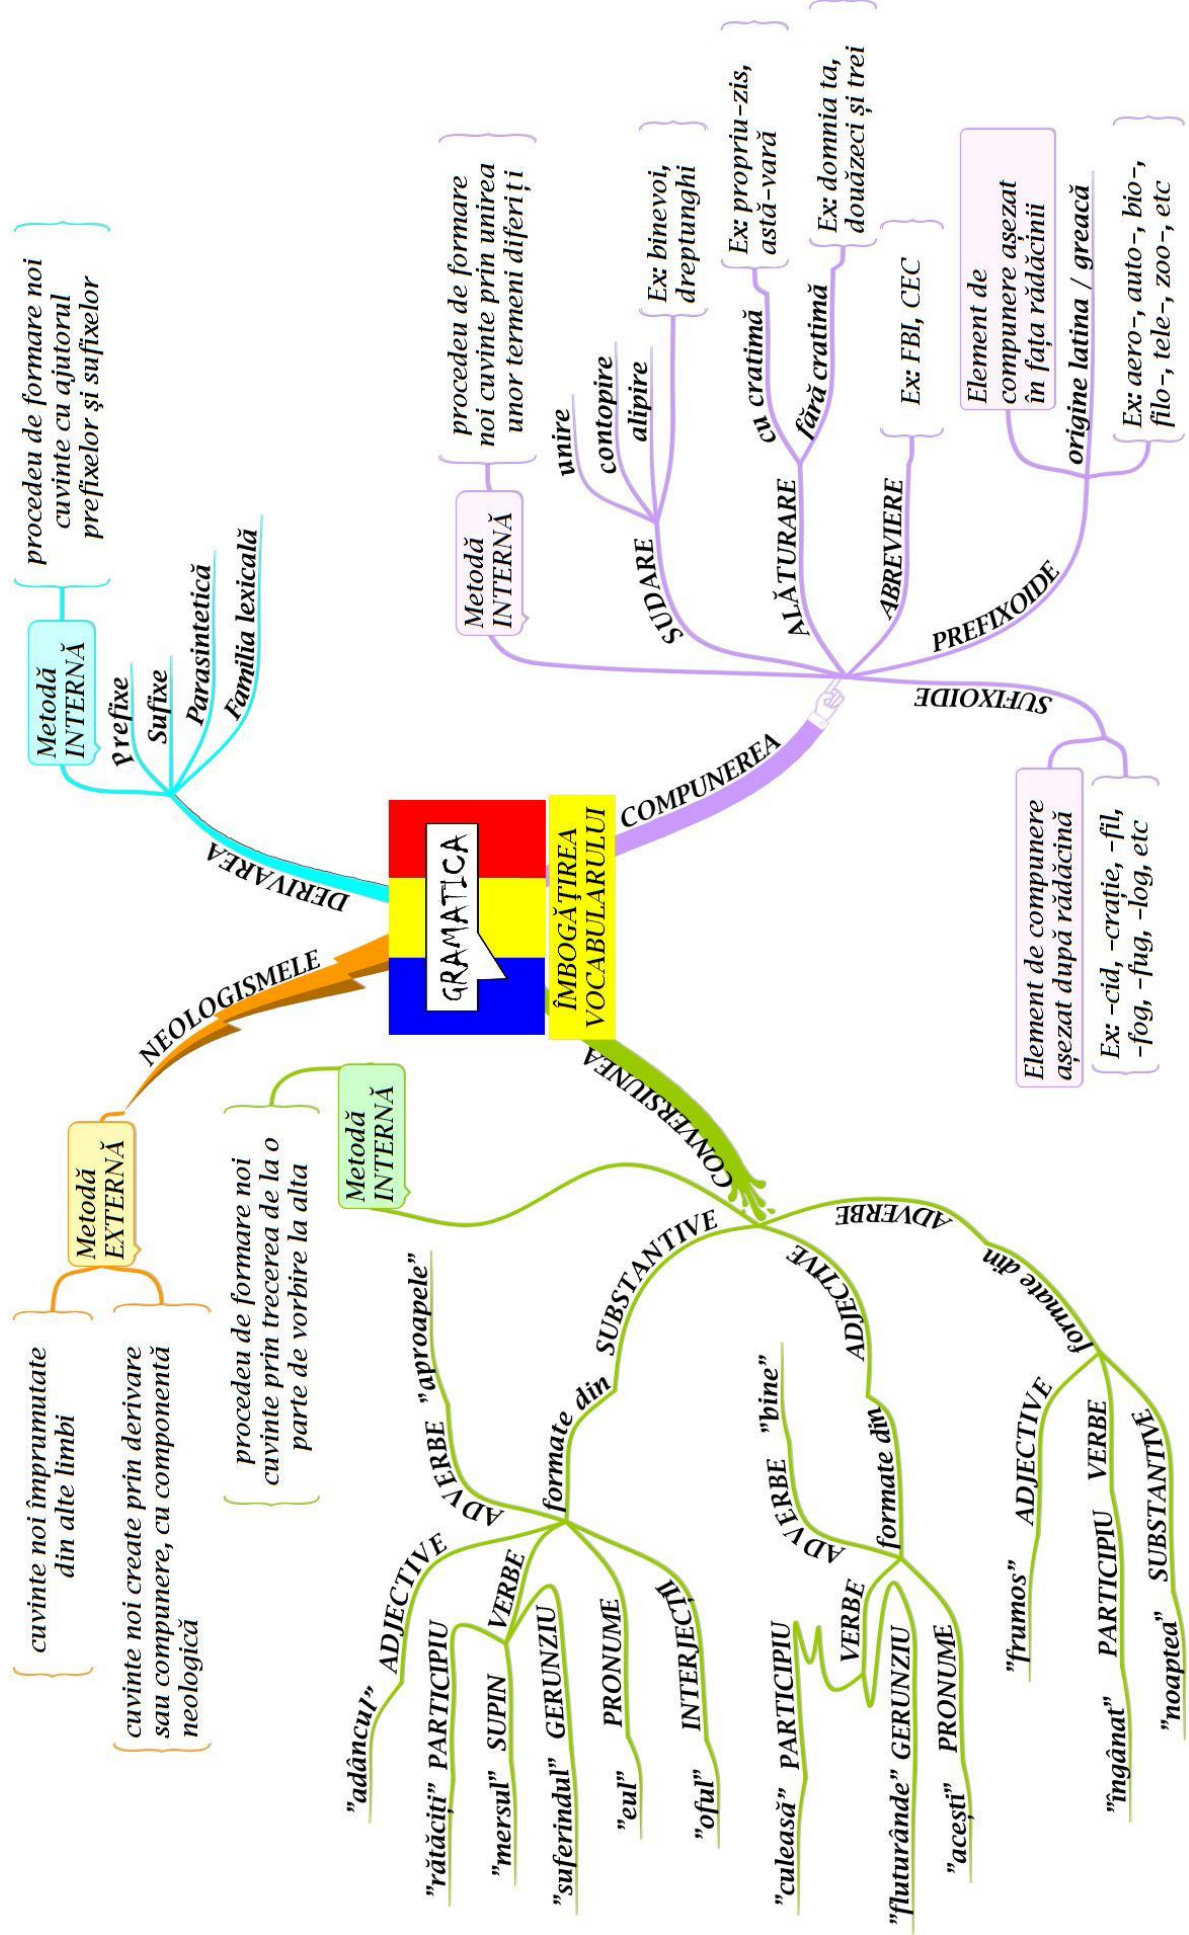 GRAMATICA
ÎMBOGĂȚIREA
VOCABULARULUI
NEOLOGISMELE
Metodă
EXTERNĂ
cuvinte noi împrumutate
din alte limbi
cuvinte noi create prin derivare
sau compunere, cu componentă
neologică
DERIVAREA
Metodă
INTERNĂ
procedeu de formare noi
cuvinte cu ajutorul
prefixelor și sufixelor
Prefixe
Sufixe
Parasintetică
Familia lexicală
COMPUNEREA
Metodă
INTERNĂ
procedeu de formare
noi cuvinte prin unirea
unor termeni diferiți
SUDARE
unire
contopire
alipire
Ex: binevoi,
dreptunghi
ALĂTURARE
cu cratimă
Ex: propriu-zis,
astă-vară
fără cratimă
Ex: domnia ta,
douăzeci și trei
ABREVIERE
Ex: FBI, CEC
PREFIXOIDE
Element de
compunere așezat
în fața rădăcinii
origine latina / greacă
Ex: aero-, auto-, bio-,
filo-, tele-, zoo-, etc
SUFIXOIDE
Element de compunere
așezat după rădăcină
Ex: -cid, -crație, -fil,
-fog, -fug, -log, etc
CONVERSIUNEA
Metodă
INTERNĂ
procedeu de formare noi
cuvinte prin trecerea de la o
parte de vorbire la alta
SUBSTANTIVE
formate din
ADVERBE "aproapele"
ADJECTIVE
"adâncul"
VERBE
"rătăciți" PARTICIPIU
"mersul" SUPIN
"suferindul" GERUNZIU
PRONUME
"eul"
INTERJECȚII
"oful"
ADJECTIVE
formate din
ADVERBE "bine"
VERBE
"culeasă" PARTICIPIU
"fluturânde" GERUNZIU
PRONUME
"acești"
ADVERBE
formate din
ADJECTIVE
"frumos"
VERBE
PARTICIPIU
"îngânat"
SUBSTANTIVE
"noaptea"